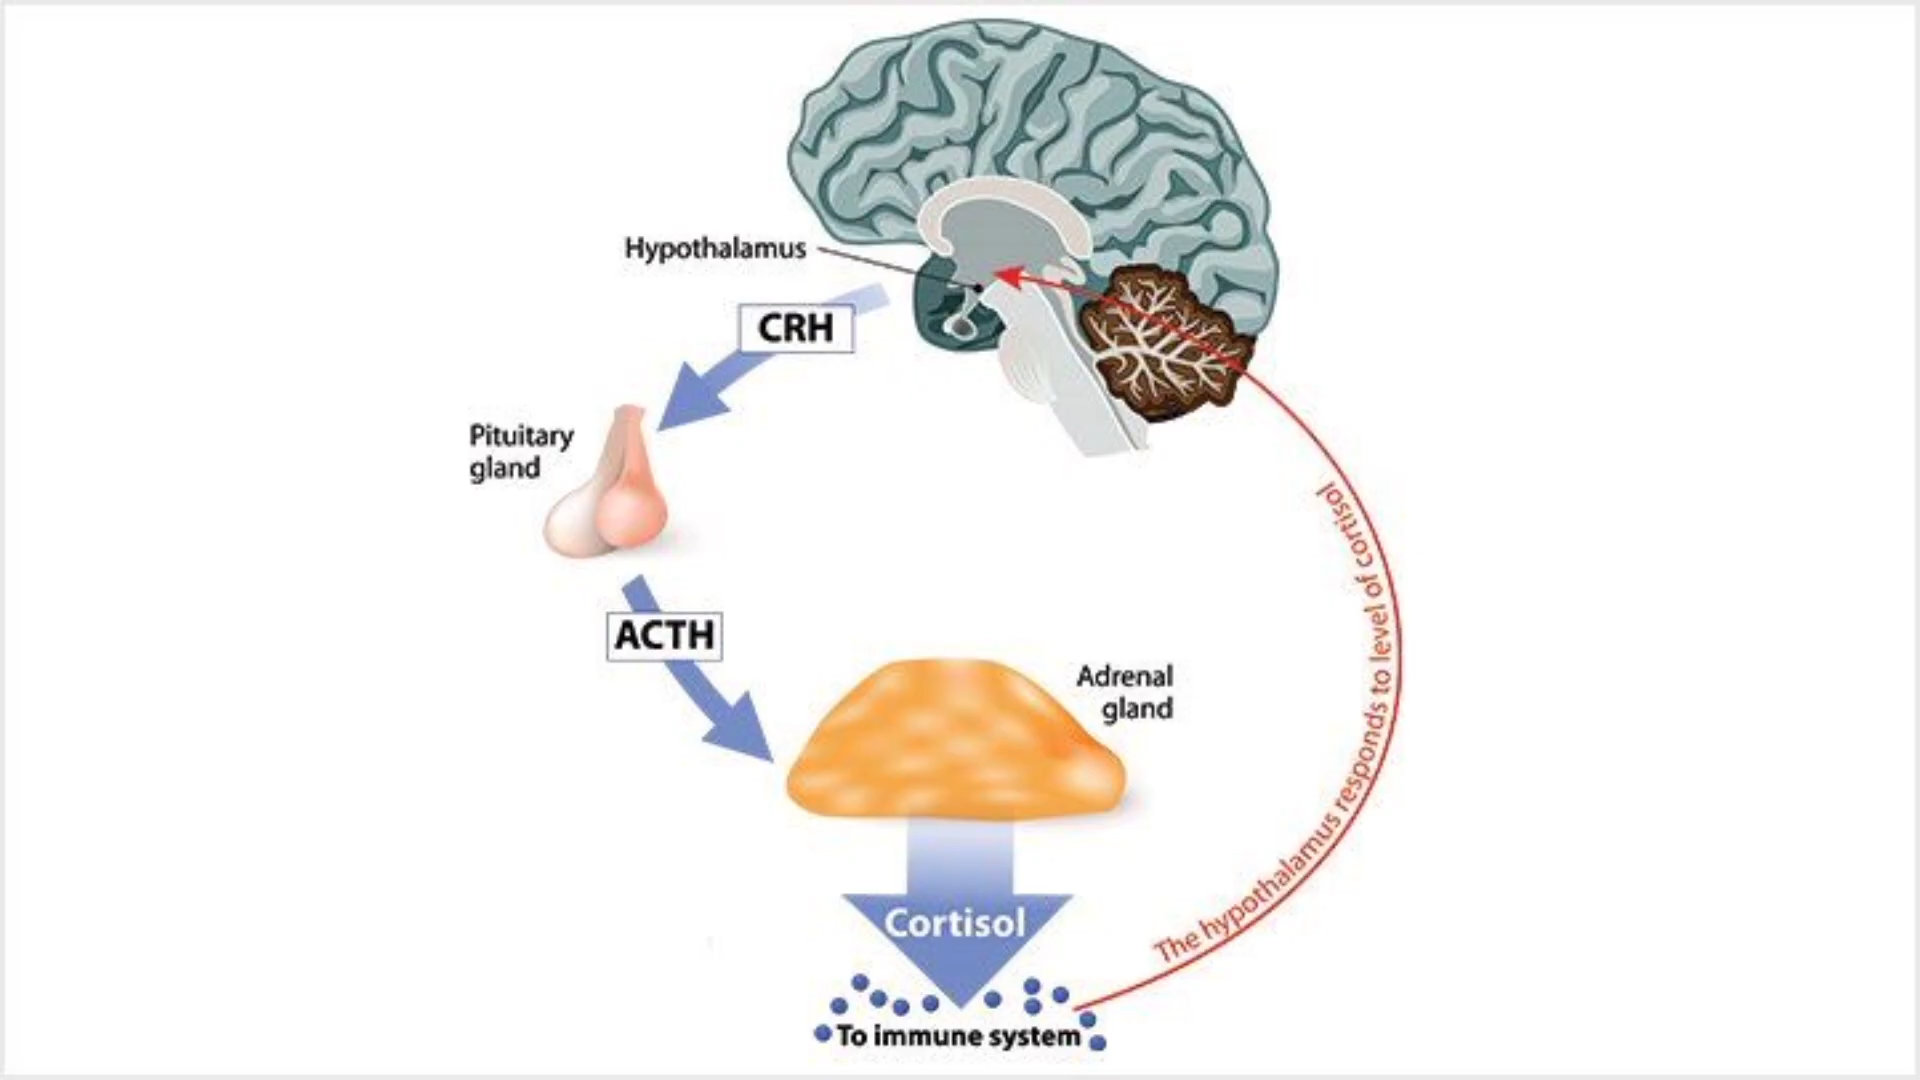 Hypothalamus
CRH
Pituitary
gland
ACTH
Adrenal
gland
Cortisol
To immune system
The hypothalamus responds to level of cortisol